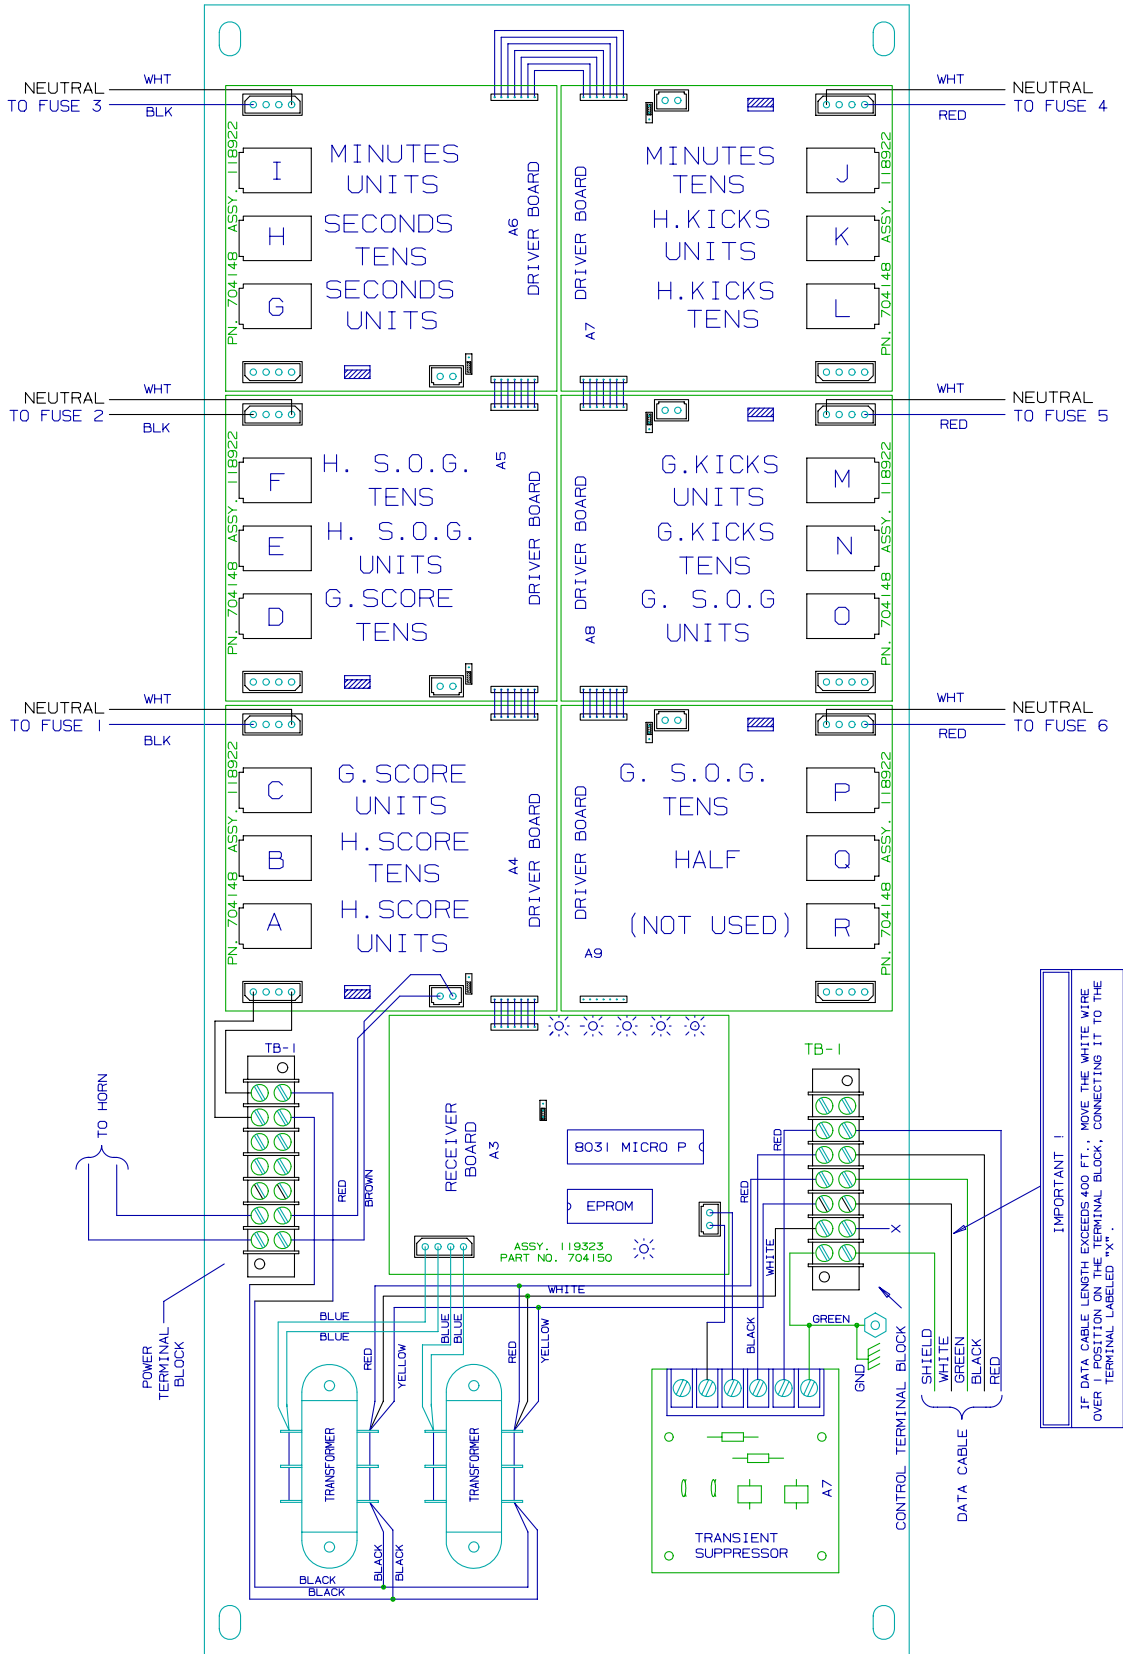 WHT
NEUTRAL
TO FUSE 3
BLK
WHT
NEUTRAL
TO FUSE 4
RED
PN. 704148 ASSY. 118922
I
MINUTES
UNITS
H
SECONDS
TENS
G
SECONDS
UNITS
A6
DRIVER BOARD
DRIVER BOARD
A7
MINUTES
TENS
J
H.KICKS
UNITS
K
H.KICKS
TENS
L
PN. 704148 ASSY. 118922
WHT
NEUTRAL
TO FUSE 2
BLK
WHT
NEUTRAL
TO FUSE 5
RED
PN. 704148 ASSY. 118922
F
H. S.O.G.
TENS
E
H. S.O.G.
UNITS
D
G.SCORE
TENS
A5
DRIVER BOARD
DRIVER BOARD
A8
G.KICKS
UNITS
M
G.KICKS
TENS
N
G. S.O.G
UNITS
O
PN. 704148 ASSY. 118922
WHT
NEUTRAL
TO FUSE 1
BLK
WHT
NEUTRAL
TO FUSE 6
RED
PN. 704148 ASSY. 118922
C
G.SCORE
UNITS
B
H.SCORE
TENS
A
H.SCORE
UNITS
A4
DRIVER BOARD
DRIVER BOARD
A9
G. S.O.G.
TENS
P
HALF
Q
(NOT USED)
R
PN. 704148 ASSY. 118922
TB-1
TO HORN
RED
BROWN
POWER
TERMINAL
BLOCK
RECEIVER
BOARD
A3
8031 MICRO P
EPROM
ASSY. 119323
PART NO. 704150
TB-1
RED
RED
WHITE
X
WHITE
BLUE
BLUE
RED
YELLOW
BLUE
BLUE
RED
YELLOW
BLACK
GREEN
GND
TRANSFORMER
TRANSFORMER
BLACK
BLACK
BLACK
BLACK
A7
TRANSIENT
SUPPRESSOR
CONTROL TERMINAL BLOCK
SHIELD
WHITE
GREEN
BLACK
RED
DATA CABLE
IMPORTANT !
IF DATA CABLE LENGTH EXCEEDS 400 FT., MOVE THE WHITE WIRE
OVER 1 POSITION ON THE TERMINAL BLOCK, CONNECTING IT TO THE
TERMINAL LABELED "X".